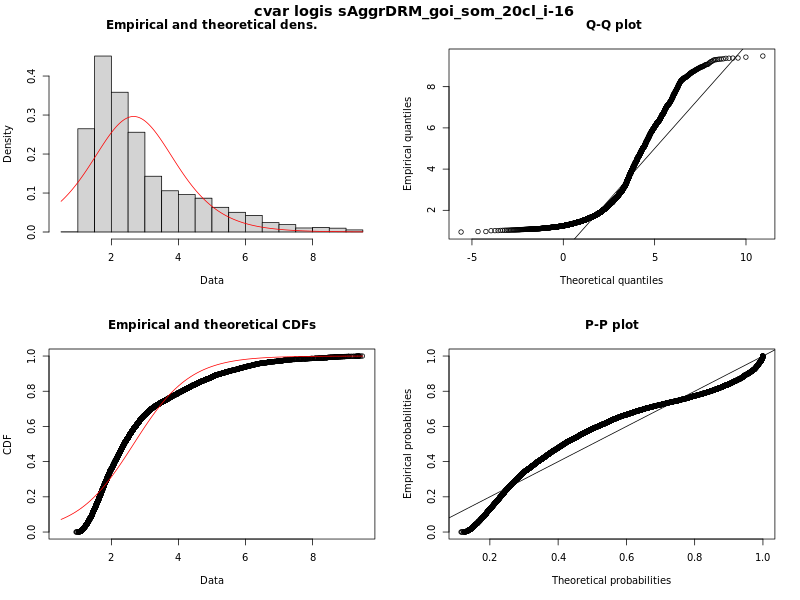 cvar logis sAggrDRM_goi_som_20cl_i-16
Empirical and theoretical dens.
Density
0.0 0.1 0.2 0.3 0.4
2 4 6 8
Data
Q-Q plot
Empirical quantiles
2 4 6 8
-5 0 5 10
Theoretical quantiles
Empirical and theoretical CDFs
CDF
0.0 0.2 0.4 0.6 0.8 1.0
2 4 6 8
Data
P-P plot
Empirical probabilities
0.0 0.2 0.4 0.6 0.8 1.0
0.2 0.4 0.6 0.8 1.0
Theoretical probabilities